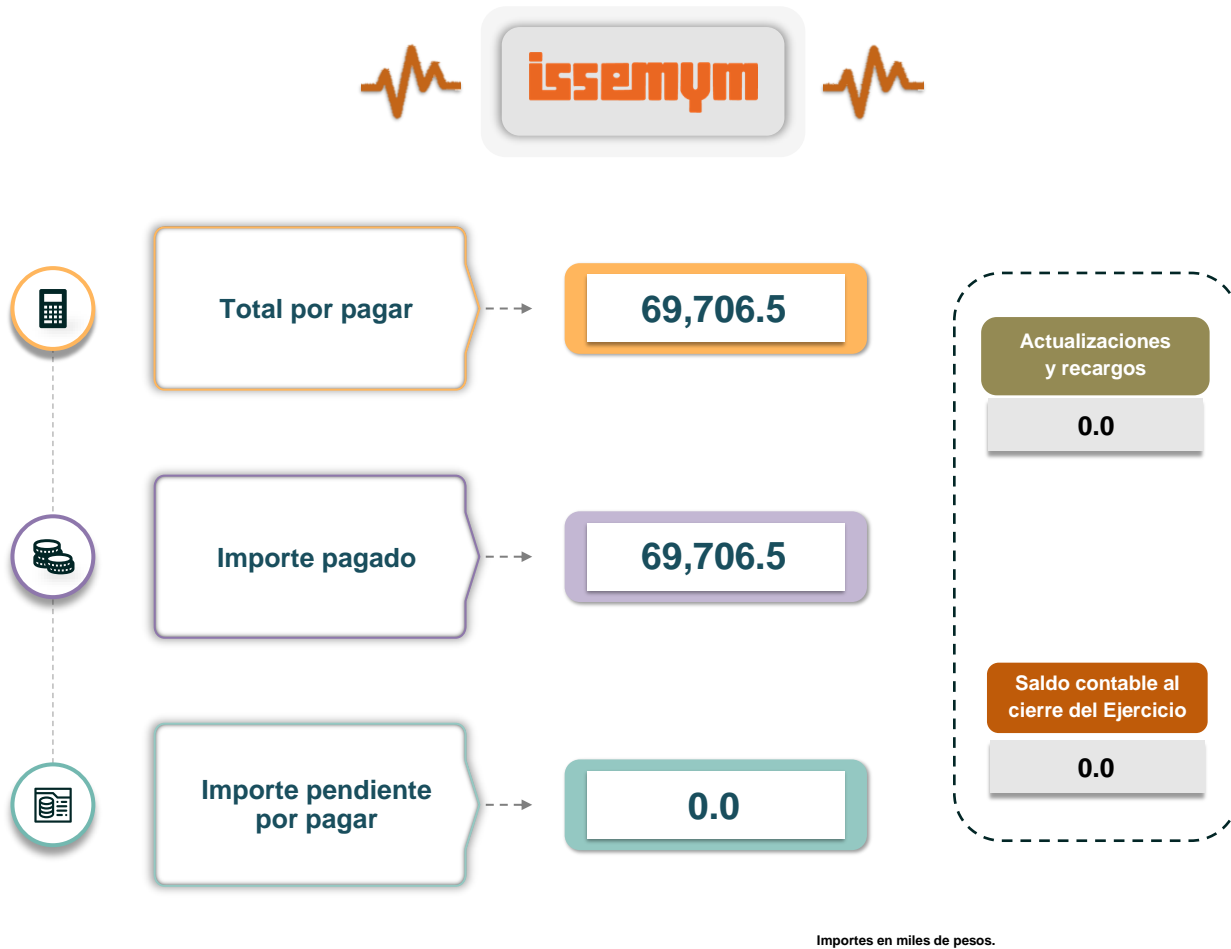 issemym
Total por pagar
69,706.5
Actualizaciones
y recargos
0.0
Importe pagado
69,706.5
Saldo contable al
cierre del Ejercicio
0.0
Importe pendiente
por pagar
0.0
Importes en miles de pesos.